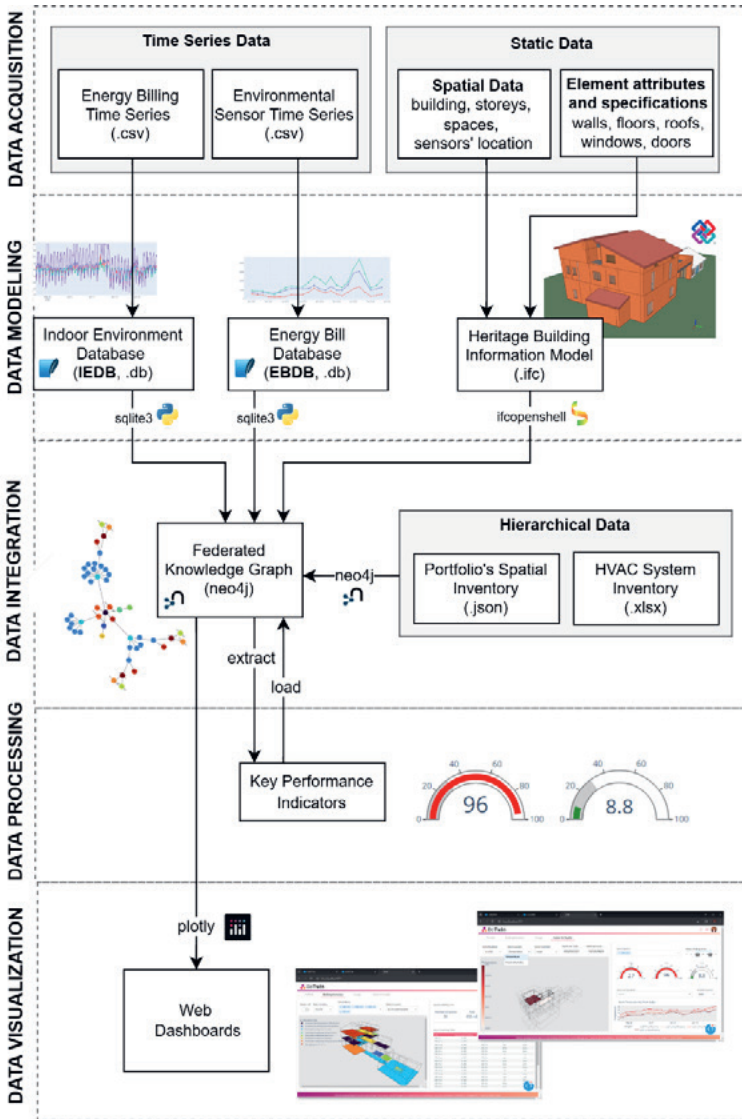 DATA ACQUISITION
Time Series Data
Energy Billing
Time Series
(.csv)
Environmental
Sensor Time Series
(.csv)
Static Data
Spatial Data
building, storeys,
spaces,
sensors' location
Element attributes
and specifications
walls, floors, roofs,
windows, doors
DATA MODELING
Indoor Environment
Database
(IEDB, .db)
Energy Bill
Database
(EBDB, .db)
Heritage Building
Information Model
(.ifc)
sqlite3
sqlite3
ifcopenshell
DATA INTEGRATION
Federated
Knowledge Graph
(neo4j)
neo4j
Hierarchical Data
Portfolio's Spatial
Inventory
(.json)
HVAC System
Inventory
(.xlsx)
extract
load
DATA PROCESSING
Key Performance
Indicators
0
20
40
60
80
100
96
0
20
40
60
80
100
8.8
DATA VISUALIZATION
plotly
Web
Dashboards